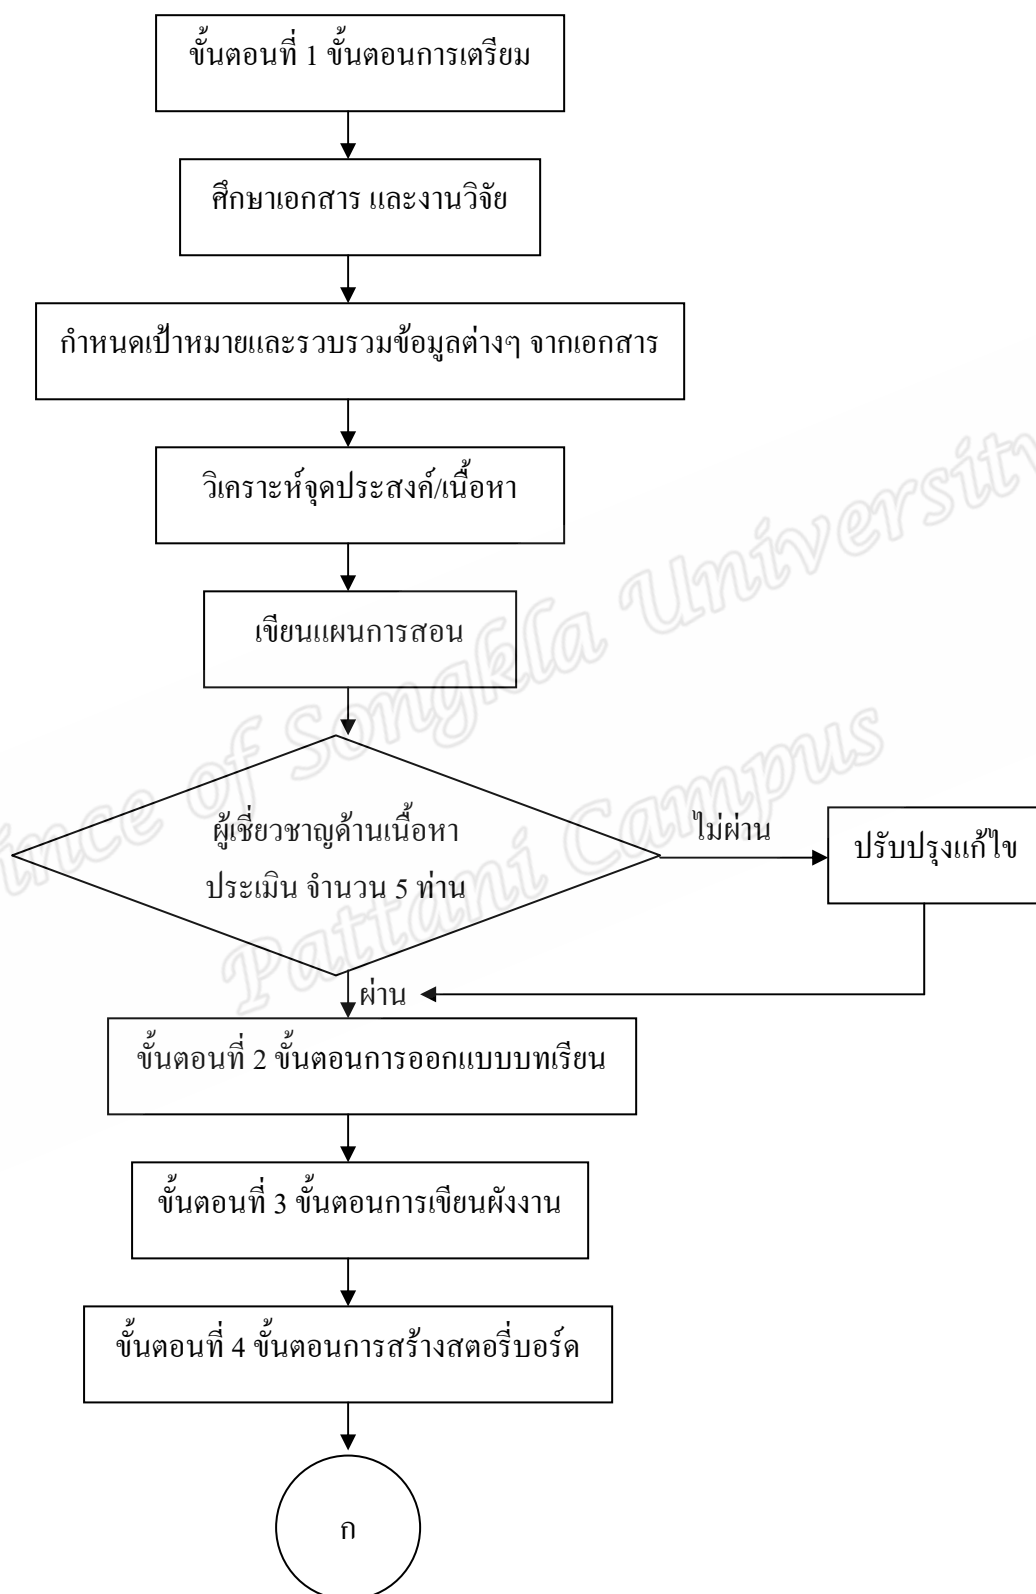 ขั้นตอนที่ 1 ขั้นตอนการเตรียม
ศึกษาเอกสาร และงานวิจัย
กำหนดเป้าหมายและรวบรวมข้อมูลต่างๆ จากเอกสาร
วิเคราะห์จุดประสงค์/เนื้อหา
เขียนแผนการสอน
ผู้เชี่ยวชาญด้านเนื้อหา
ประเมิน จำนวน 5 ท่าน
ไม่ผ่าน
ปรับปรุงแก้ไข
ผ่าน
ขั้นตอนที่ 2 ขั้นตอนการออกแบบบทเรียน
ขั้นตอนที่ 3 ขั้นตอนการเขียนผังงาน
ขั้นตอนที่ 4 ขั้นตอนการสร้างสตอรี่บอร์ด
ก
ince of Songkla University
Pattani Campus